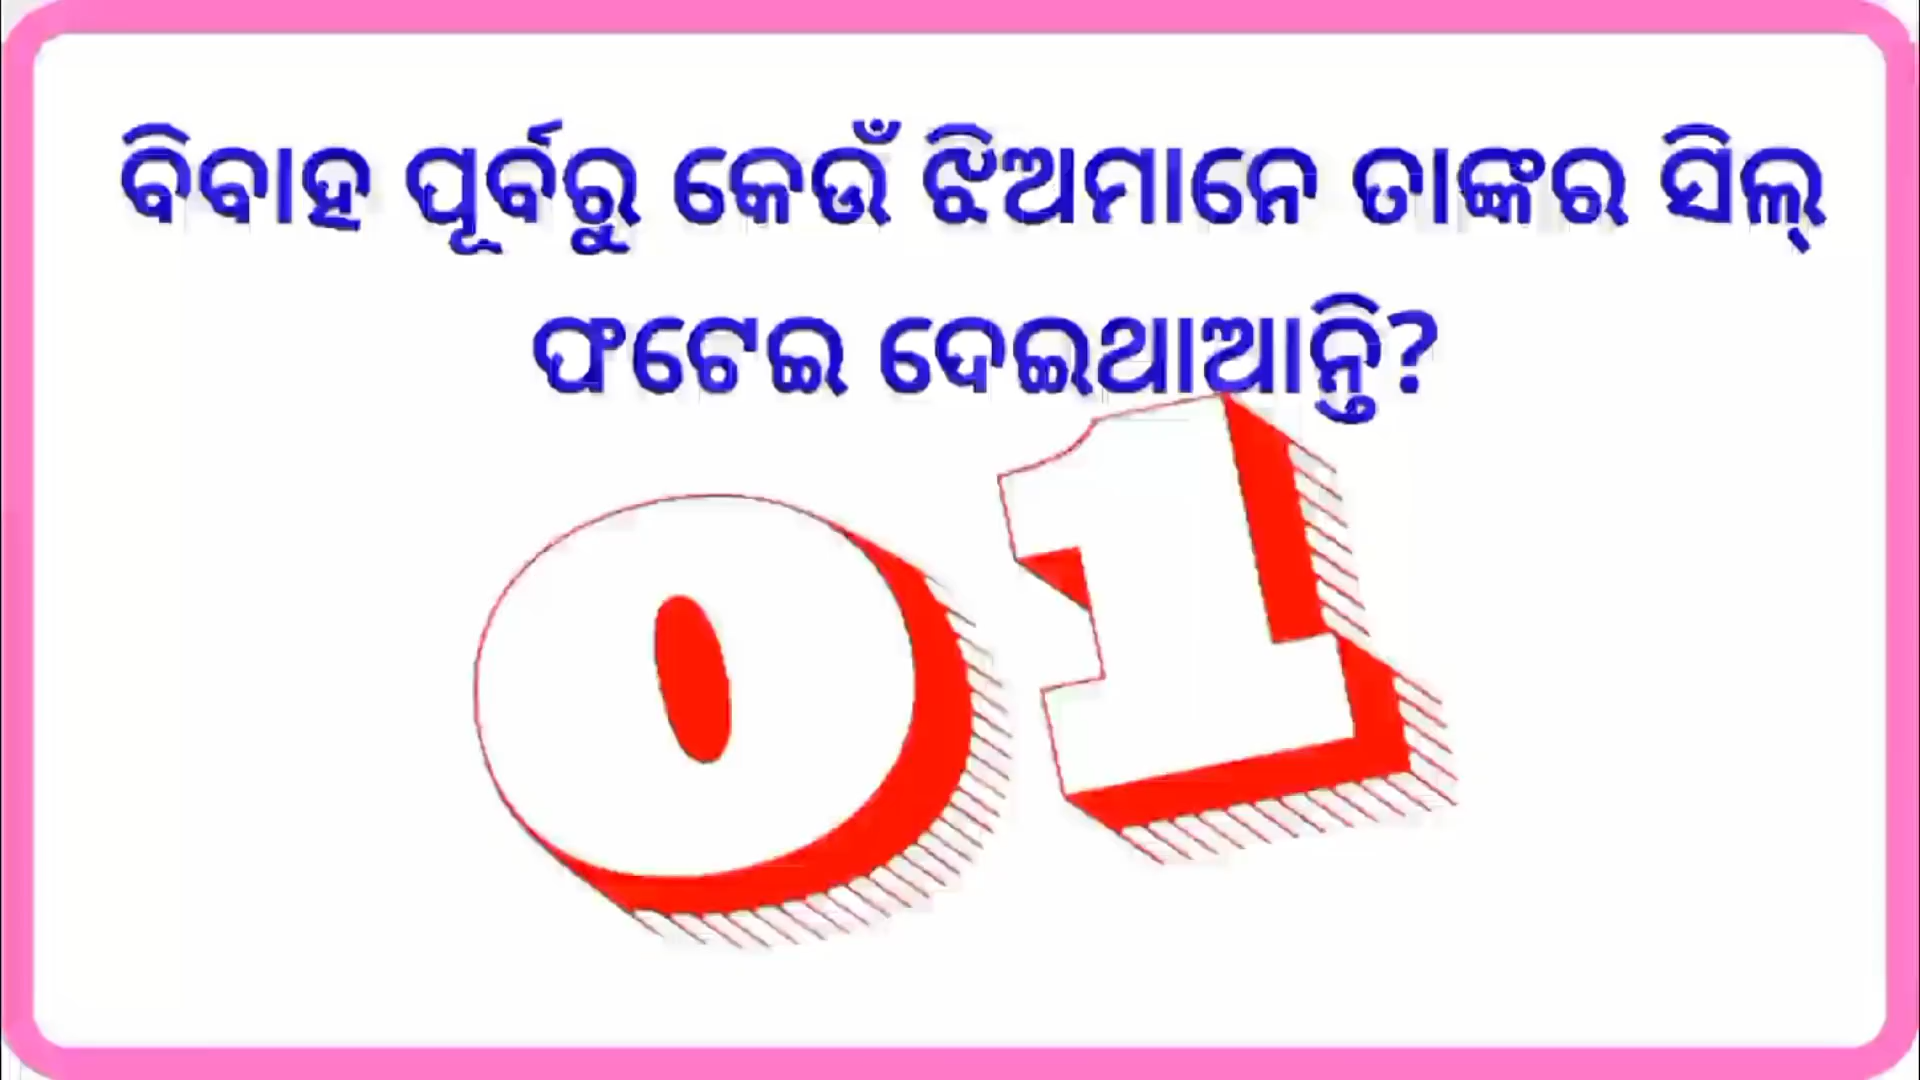 ବିବାହ ପୂର୍ବରୁ କେଉଁ ଝିଅମାନେ ତାଙ୍କର ସିଲ୍
ଫଟେଇ ଦେଇଥାଆନ୍ତି?
01